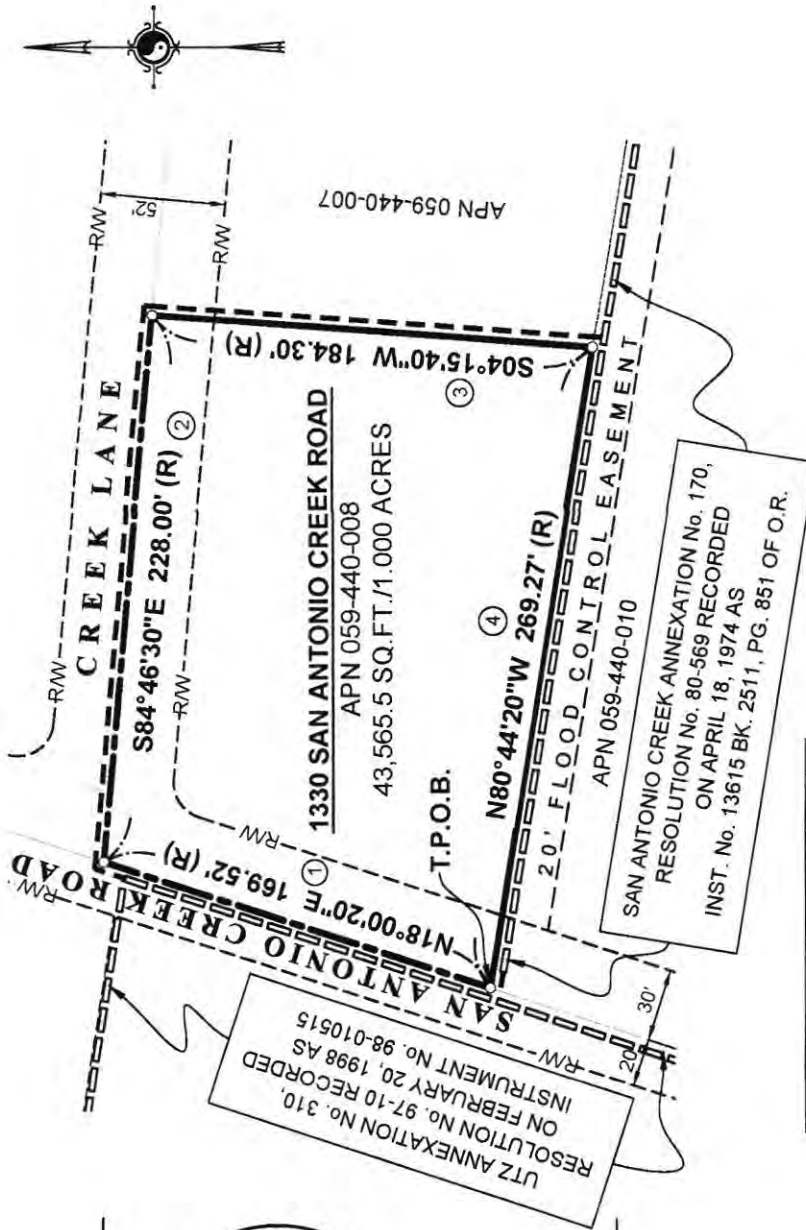 CREEK LANE
R/W
R/W
R/W
R/W
R/W
52'
APN 059-440-007
S84°46'30"E 228.00' (R) 2
S04°15'40"W 184.30' (R)
3
1330 SAN ANTONIO CREEK ROAD
APN 059-440-008
43,565.5 SQ.FT./1.000 ACRES
N18°00'20"E 169.52' (R)
1
SAN ANTONIO CREEK ROAD
R/W
R/W
R/W
T.P.O.B.
4
N80°44'20"W 269.27' (R)
20' FLOOD CONTROL EASEMENT
APN 059-440-010
30'
20'
SAN ANTONIO CREEK ANNEXATION No. 170,
RESOLUTION No. 80-569 RECORDED
ON APRIL 18, 1974 AS
INST. No. 13615 BK. 2511, PG. 851 OF O.R.
UTZ ANNEXATION No. 310,
RESOLUTION No. 97-10 RECORDED
ON FEBRUARY 20, 1998 AS
INSTRUMENT No. 98-010515